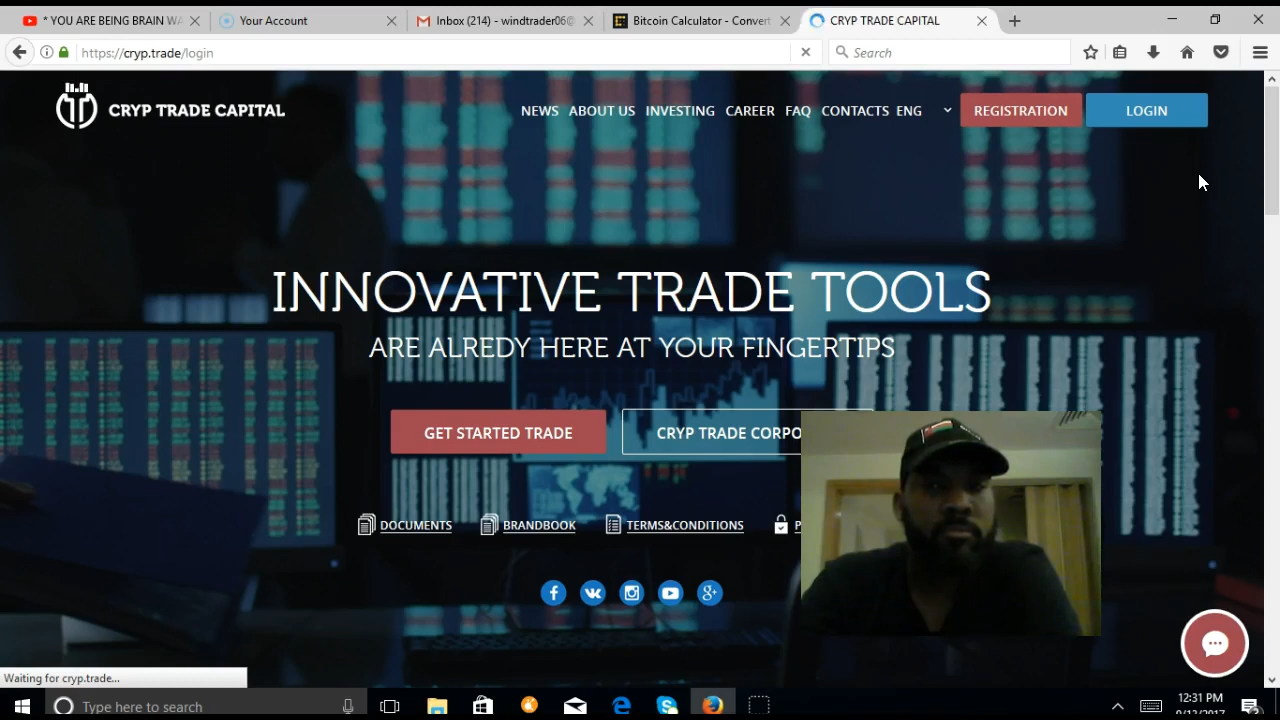 * YOU ARE BEING BRAIN WA
Your Account
Inbox (214) - windtrader06@
Bitcoin Calculator - Convert
CRYP TRADE CAPITAL
https://cryp.trade/login
Search
CRYP TRADE CAPITAL
NEWS ABOUT US INVESTING CAREER FAQ CONTACTS ENG
REGISTRATION
LOGIN
INNOVATIVE TRADE TOOLS
ARE ALREDY HERE AT YOUR FINGERTIPS
GET STARTED TRADE
CRYP TRADE CORPO
DOCUMENTS
BRANDBOOK
TERMS&CONDITIONS
P
Waiting for cryp.trade...
Type here to search
12:31 PM
9/13/2017